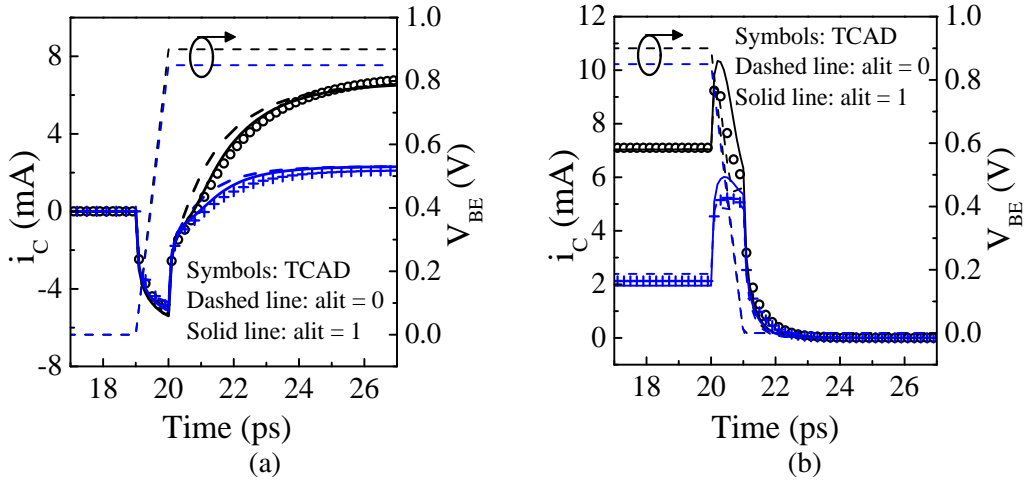 8
4
0
-4
-8
18 20 22 24 26
1.0
0.8
0.6
0.4
0.2
0.0
i_C (mA)
V_BE (V)
Symbols: TCAD
Dashed line: alit = 0
Solid line: alit = 1
Time (ps)
(a)
12
10
8
6
4
2
0
18 20 22 24 26
1.0
0.8
0.6
0.4
0.2
0.0
i_C (mA)
V_BE (V)
Symbols: TCAD
Dashed line: alit = 0
Solid line: alit = 1
Time (ps)
(b)